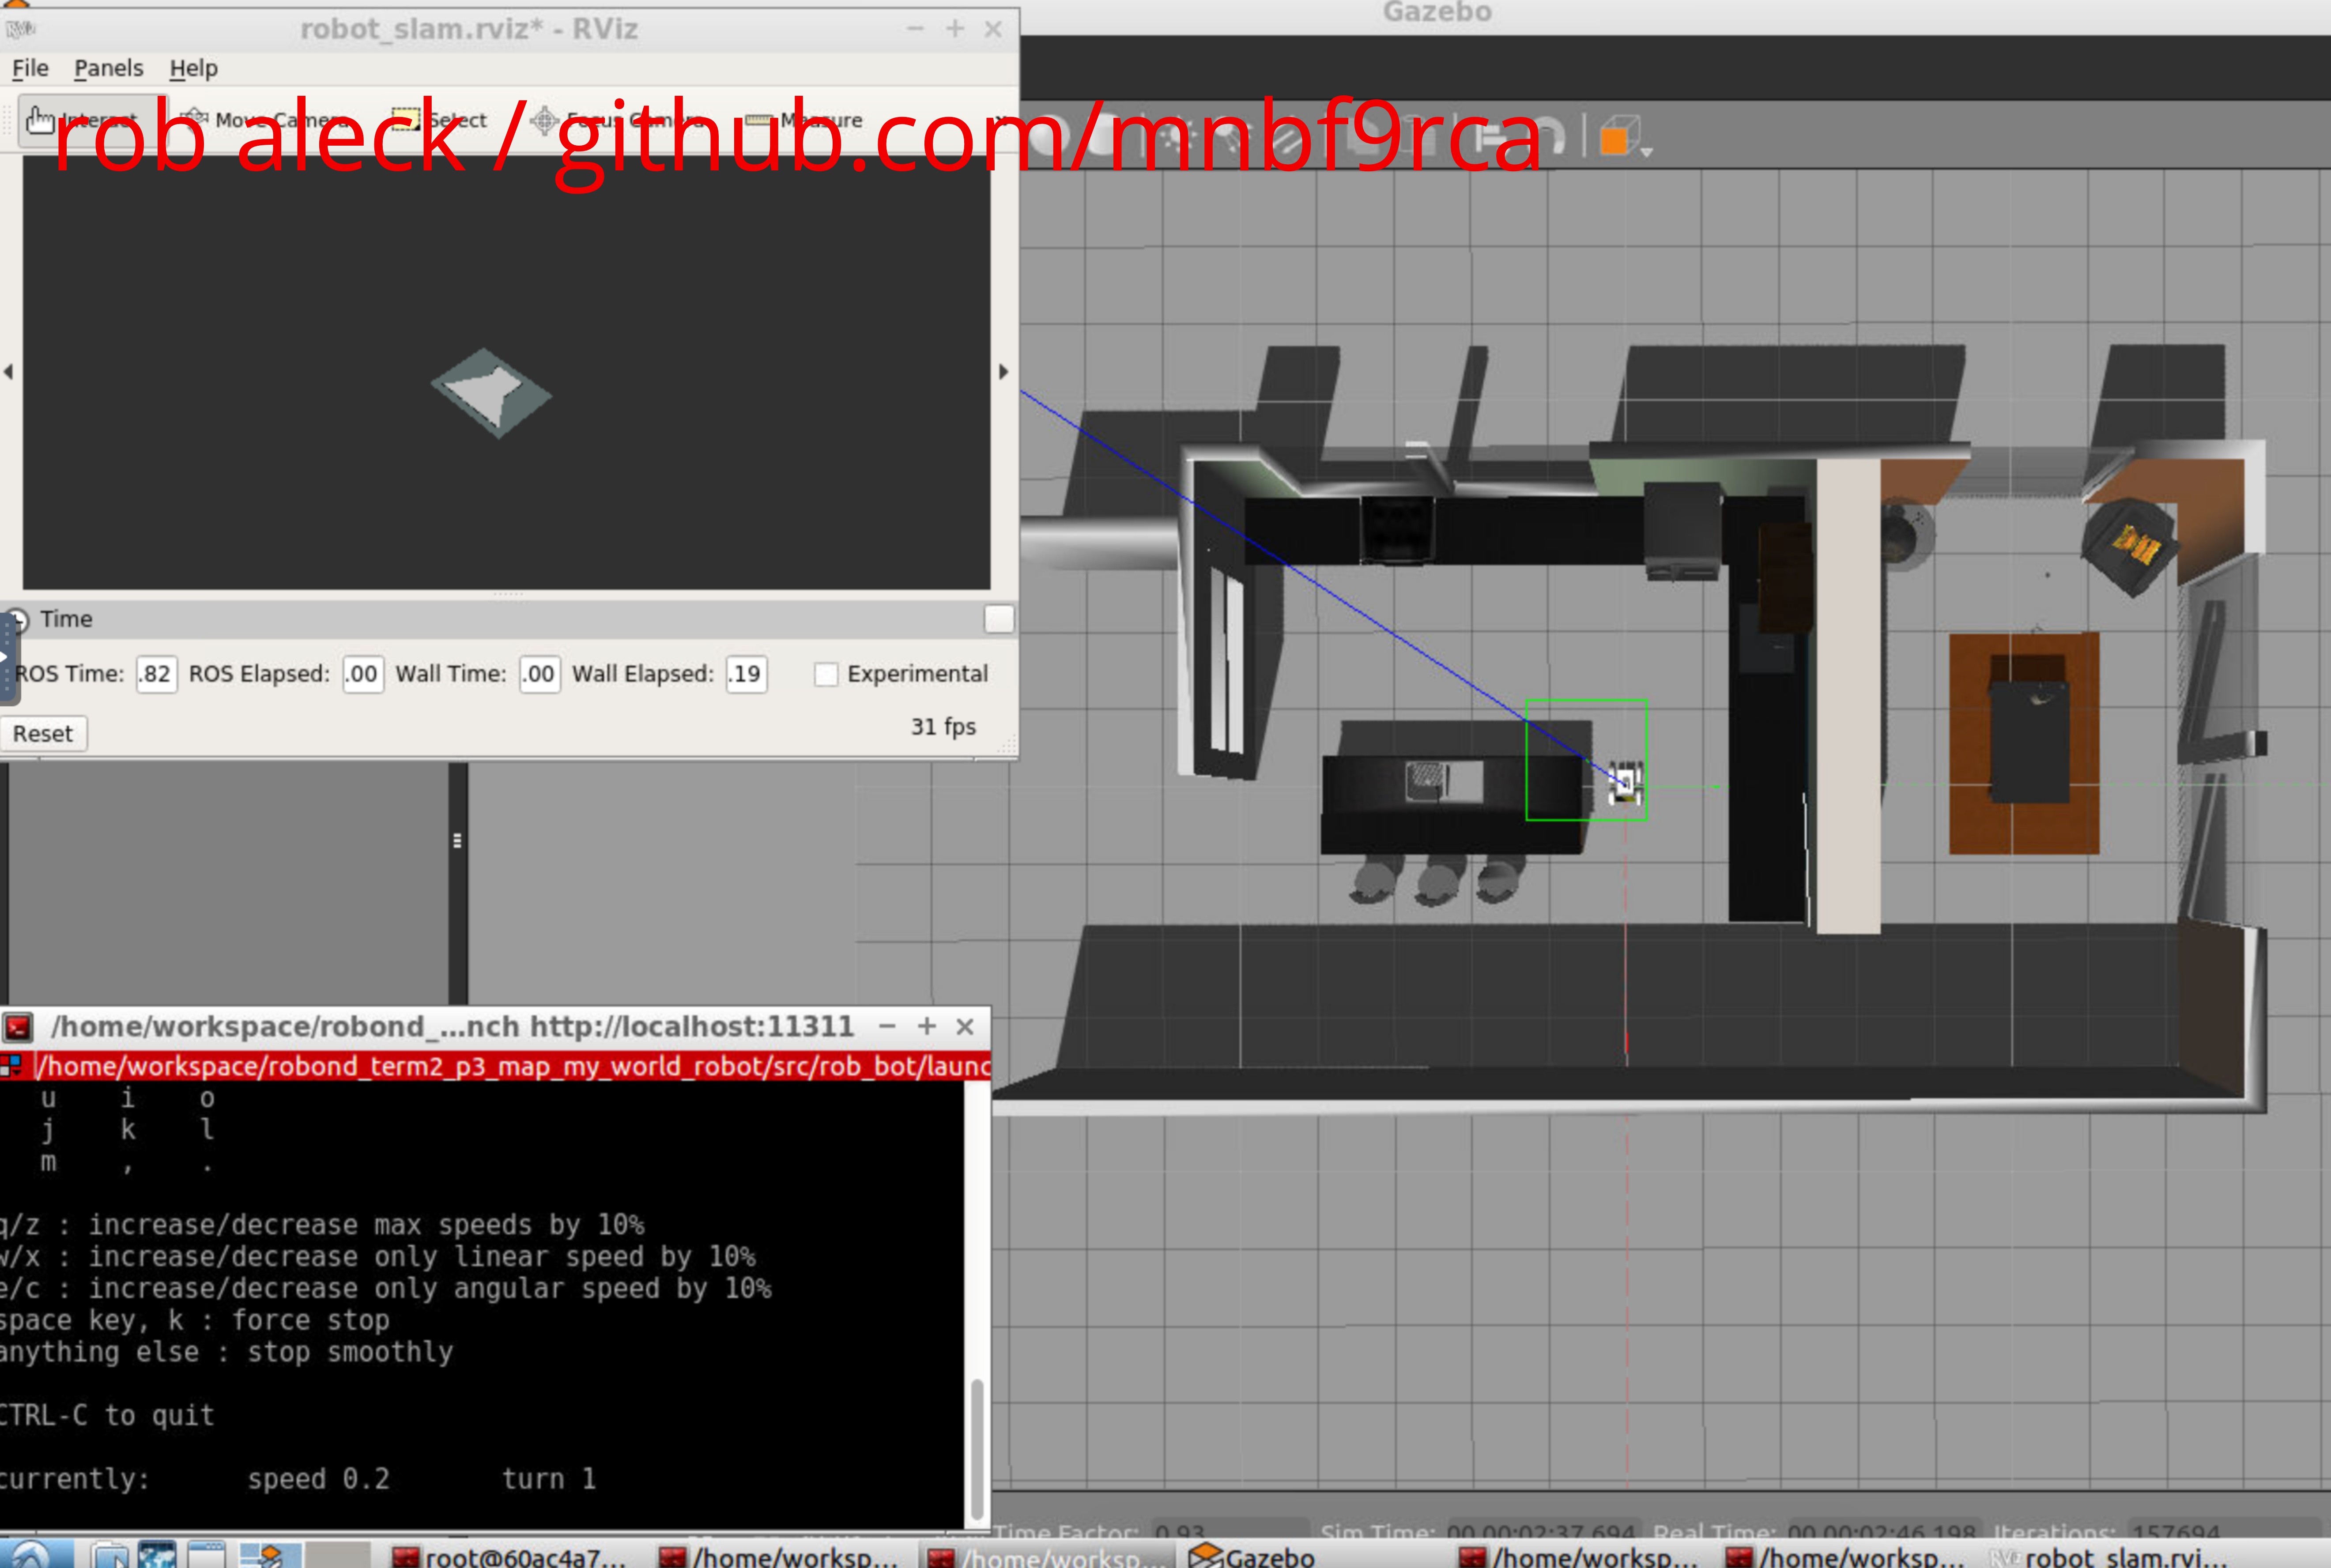 Gazebo
robot_slam.rviz* - RViz
File Panels Help
Interact Move Camera Select Focus Camera Measure »
rob aleck / github.com/mnbf9rca
Time
ROS Time: .82 ROS Elapsed: .00 Wall Time: .00 Wall Elapsed: .19 Experimental
Reset 31 fps
/home/workspace/robond_...nch http://localhost:11311
/home/workspace/robond_term2_p3_map_my_world_robot/src/rob_bot/launc
u i o
j k l
m , .
q/z : increase/decrease max speeds by 10%
w/x : increase/decrease only linear speed by 10%
e/c : increase/decrease only angular speed by 10%
space key, k : force stop
anything else : stop smoothly
CTRL-C to quit
currently: speed 0.2 turn 1
Time Factor: 0.93 Sim Time: 00 00:02:37.694 Real Time: 00 00:02:46.198 Iterations: 157694
root@60ac4a7... /home/worksp... /home/worksp... Gazebo /home/worksp... /home/worksp... robot_slam.rvi...